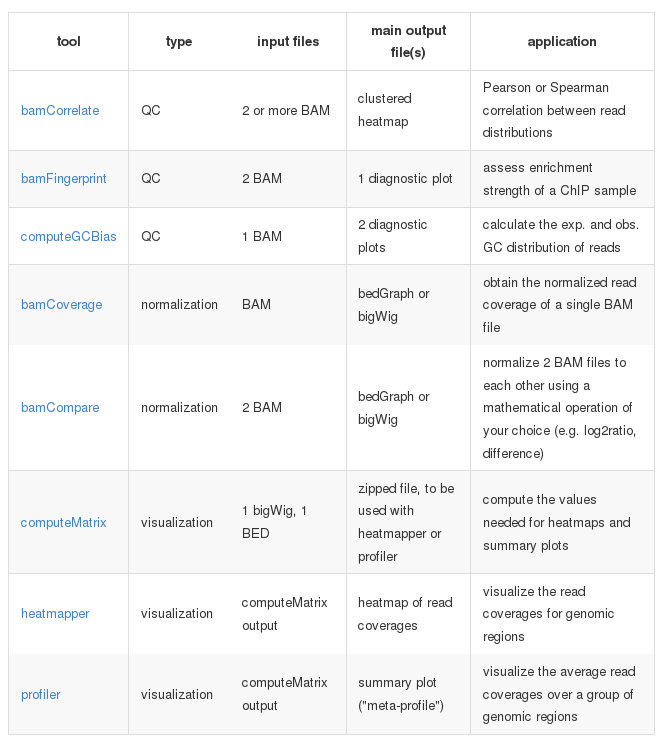 tool type input files main output file(s) application
bamCorrelate QC 2 or more BAM clustered heatmap Pearson or Spearman correlation between read distributions
bamFingerprint QC 2 BAM 1 diagnostic plot assess enrichment strength of a ChIP sample
computeGCBias QC 1 BAM 2 diagnostic plots calculate the exp. and obs. GC distribution of reads
bamCoverage normalization BAM bedGraph or bigWig obtain the normalized read coverage of a single BAM file
bamCompare normalization 2 BAM bedGraph or bigWig normalize 2 BAM files to each other using a mathematical operation of your choice (e.g. log2ratio, difference)
computeMatrix visualization 1 bigWig, 1 BED zipped file, to be used with heatmapper or profiler compute the values needed for heatmaps and summary plots
heatmapper visualization computeMatrix output heatmap of read coverages visualize the read coverages for genomic regions
profiler visualization computeMatrix output summary plot ("meta-profile") visualize the average read coverages over a group of genomic regions